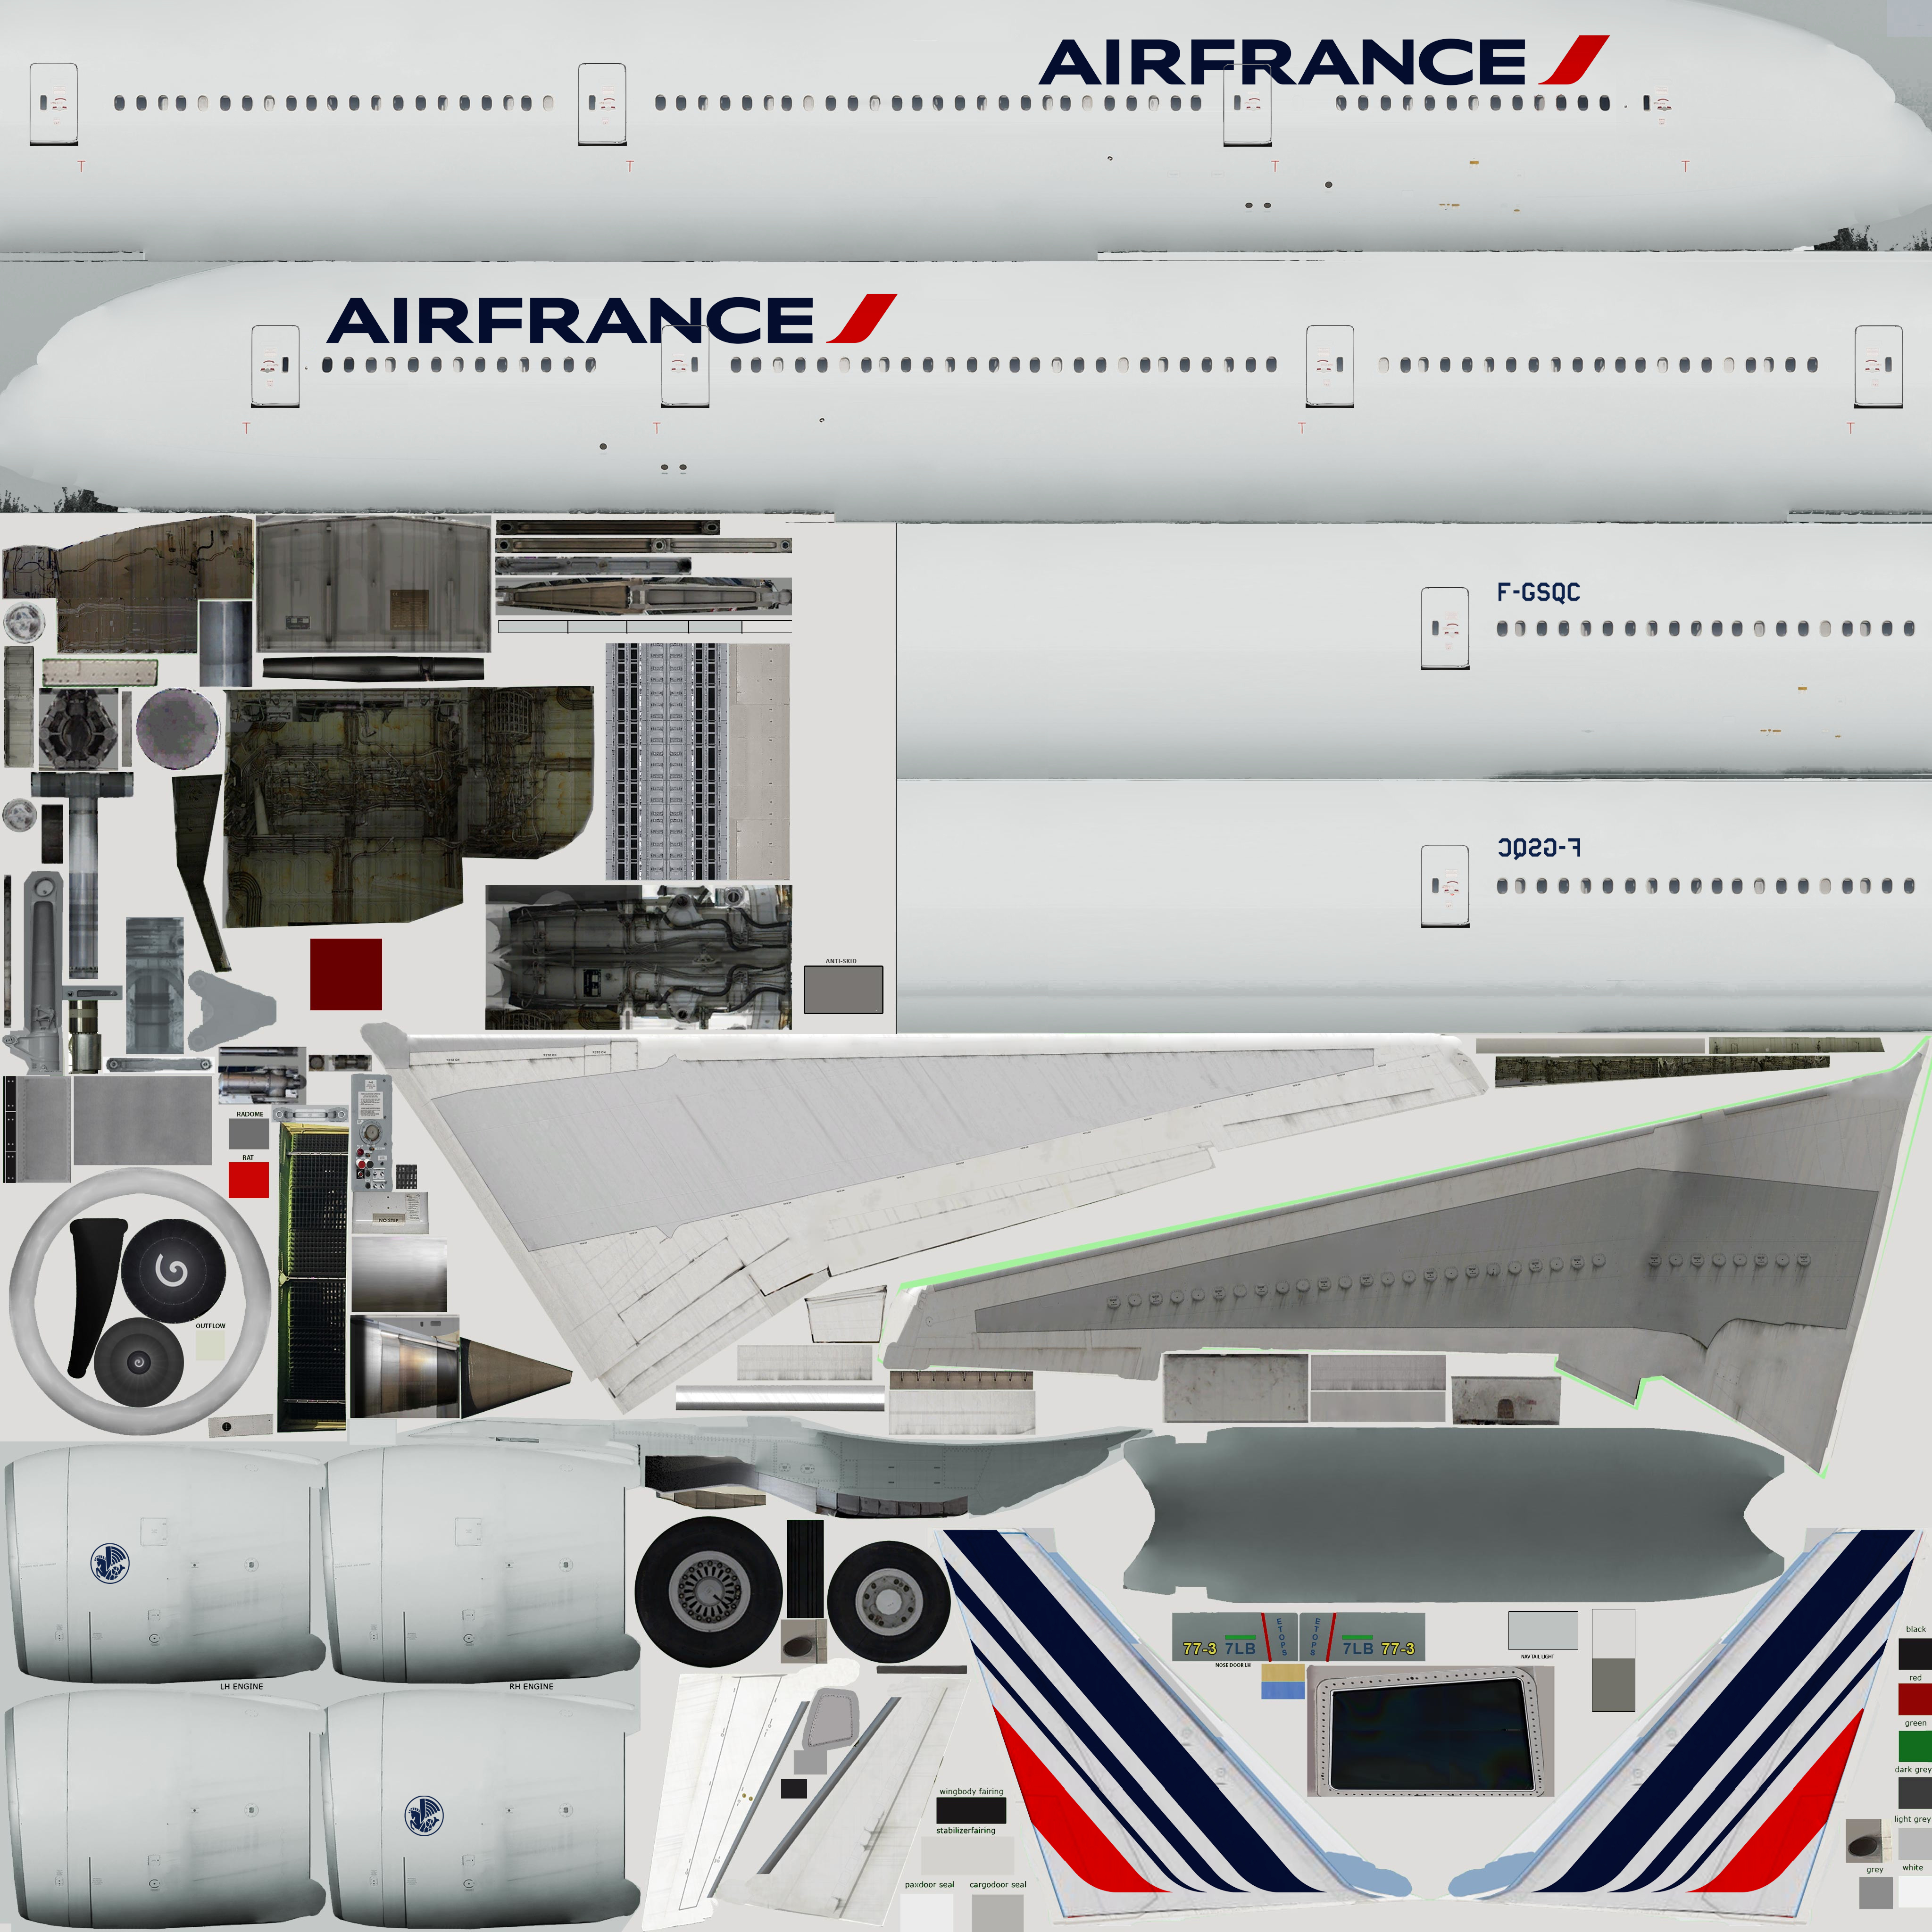 AIRFRANCE
T
T
T
T
AIRFRANCE
T
T
T
T
F-GSQC
F-GSQC
ANTI-SKID
RADOME
RAT
NO STEP
OUTFLOW
LH ENGINE
RH ENGINE
77-3 7LB ETOPS
ETOPS 7LB 77-3
NOSE DOOR LH
NAV TAIL LIGHT
black
red
green
dark grey
light grey
grey
white
wingbody fairing
stabilizerfairing
paxdoor seal
cargodoor seal